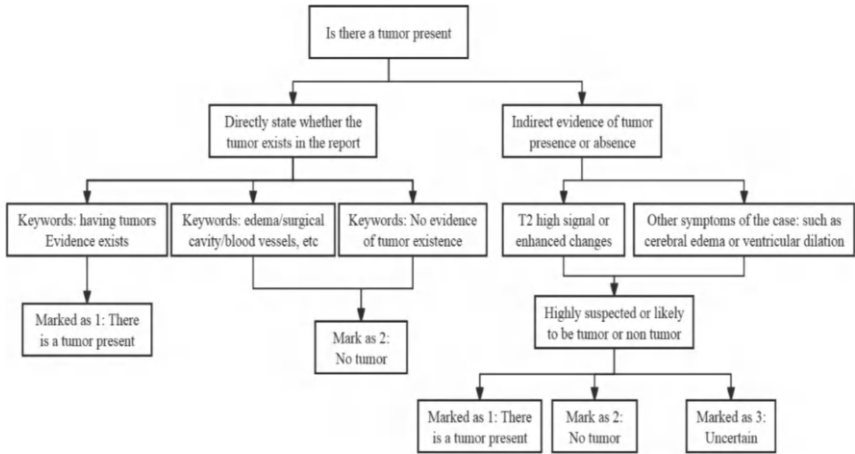 Is there a tumor present
Directly state whether the
tumor exists in the report
Indirect evidence of tumor
presence or absence
Keywords: having tumors
Evidence exists
Keywords: edema/surgical
cavity/blood vessels, etc
Keywords: No evidence
of tumor existence
T2 high signal or
enhanced changes
Other symptoms of the case: such as
cerebral edema or ventricular dilation
Marked as 1: There
is a tumor present
Mark as 2:
No tumor
Highly suspected or likely
to be tumor or non tumor
Marked as 1: There
is a tumor present
Mark as 2:
No tumor
Marked as 3:
Uncertain